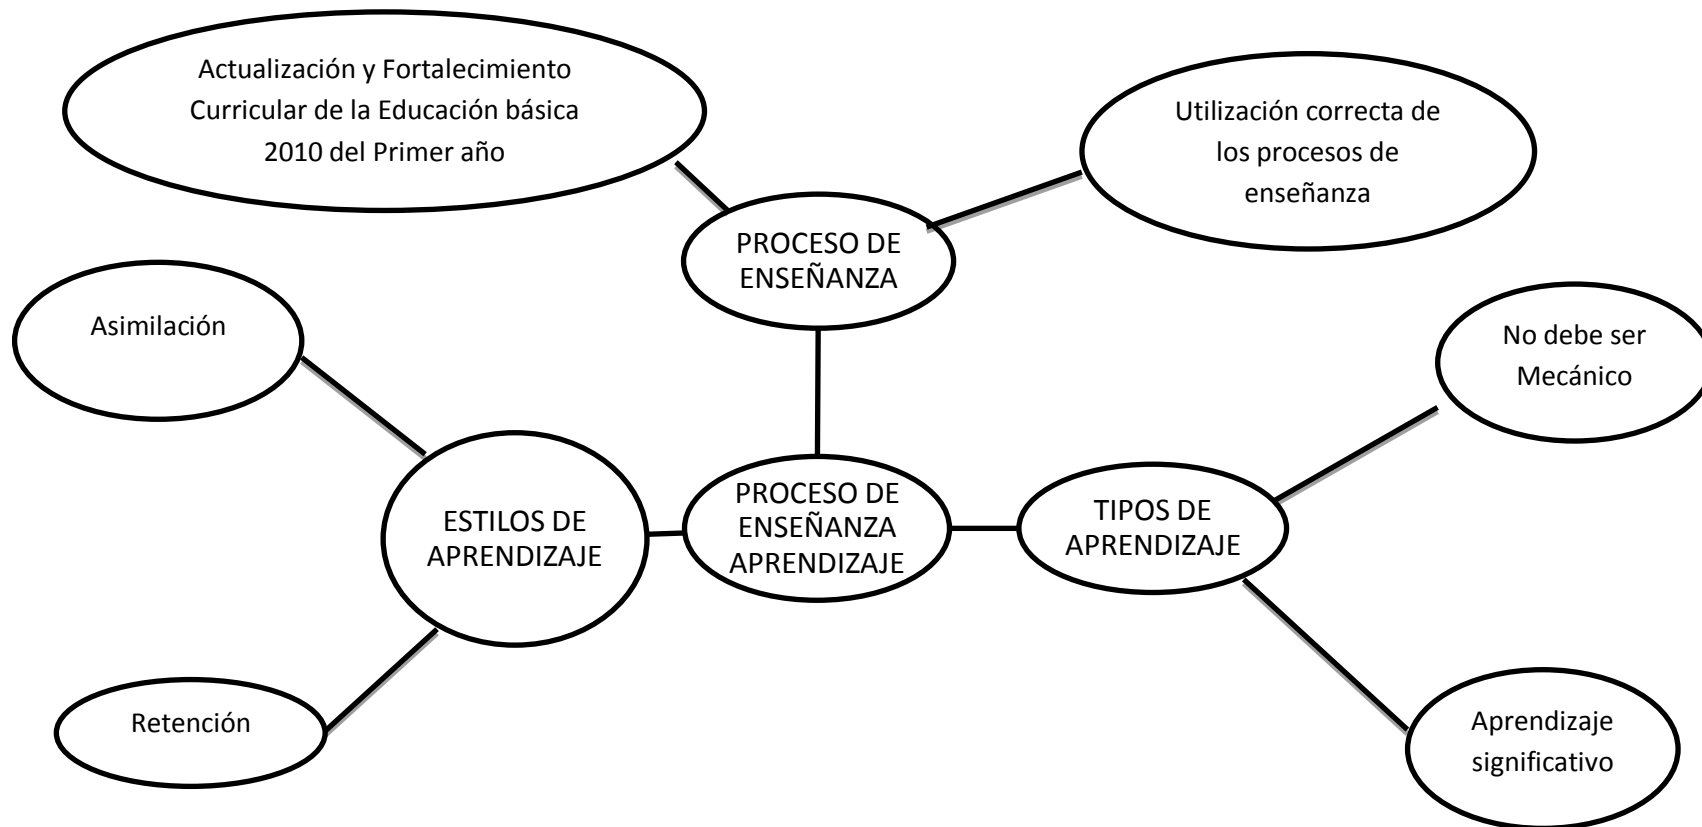 Actualización y Fortalecimiento
Curricular de la Educación básica
2010 del Primer año
Utilización correcta de
los procesos de
enseñanza
PROCESO DE
ENSEÑANZA
Asimilación
No debe ser
Mecánico
ESTILOS DE
APRENDIZAJE
PROCESO DE
ENSEÑANZA
APRENDIZAJE
TIPOS DE
APRENDIZAJE
Retención
Aprendizaje
significativo